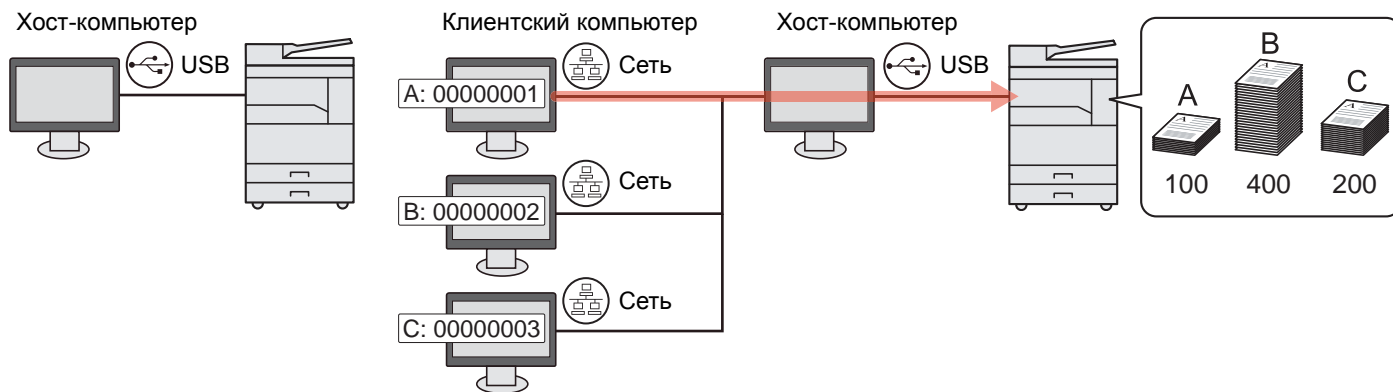 Хост-компьютер
USB
Клиентский компьютер
Сеть
A: 00000001
Сеть
B: 00000002
Сеть
C: 00000003
Хост-компьютер
USB
A
B
C
100
400
200